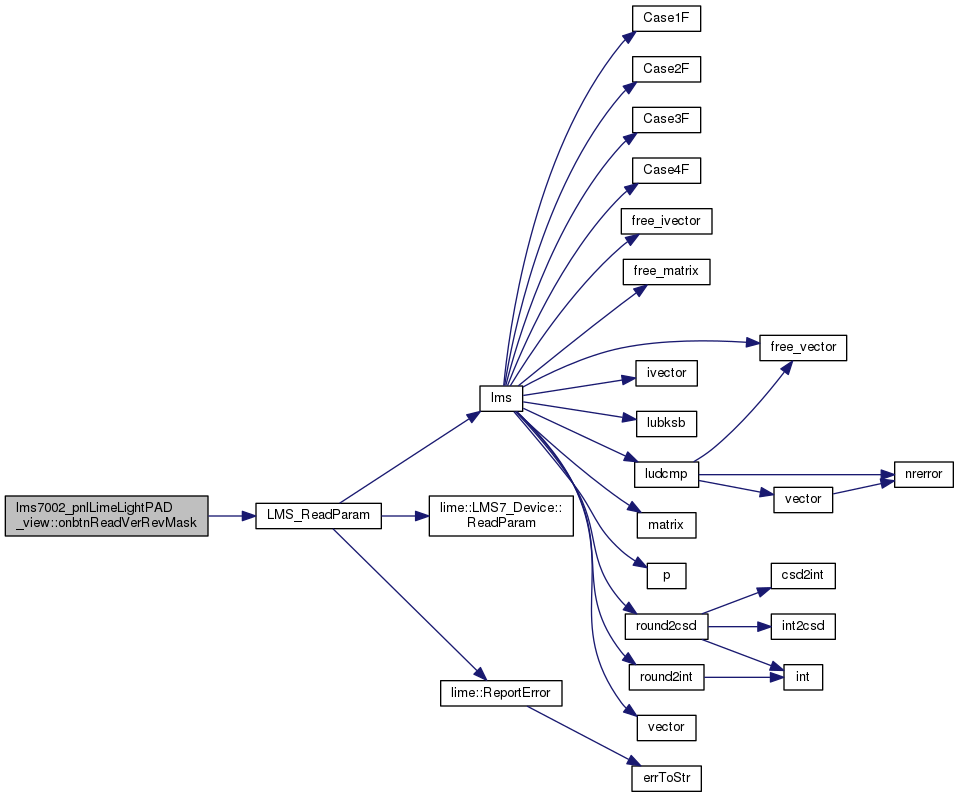 Case1F
Case2F
Case3F
Case4F
free_ivector
free_matrix
free_vector
ivector
lms
lubksb
ludcmp
nrerror
vector
lms7002_pnlLimeLightPAD
_view::onbtnReadVerRevMask
LMS_ReadParam
lime::LMS7_Device::
ReadParam
matrix
p
csd2int
round2csd
int2csd
round2int
int
lime::ReportError
vector
errToStr